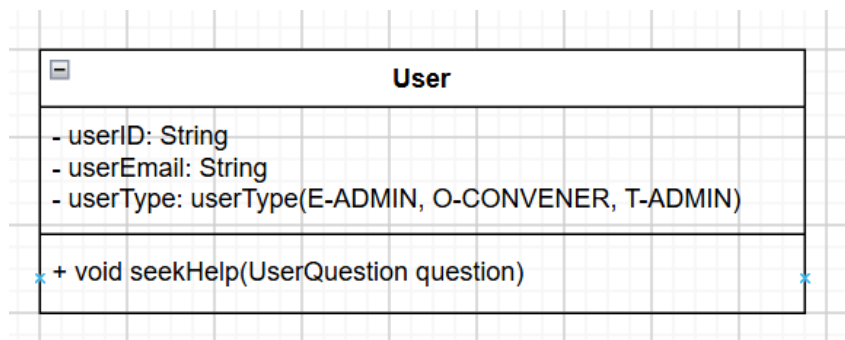 User
- userID: String
- userEmail: String
- userType: userType(E-ADMIN, O-CONVENER, T-ADMIN)
+ void seekHelp(UserQuestion question)